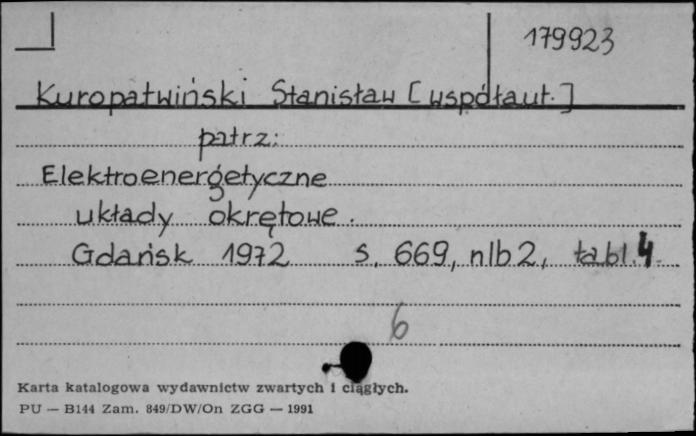 179923
Kuropatwiński Stanisław [współaut.]
patrz:
Elektroenergetyczne
układy okrętowe.
Gdańsk 1972 s. 669, nlb 2, tabl. 4.
6
Karta katalogowa wydawnictw zwartych i ciągłych.
PU — B144 Zam. 849/DW/On ZGG — 1991